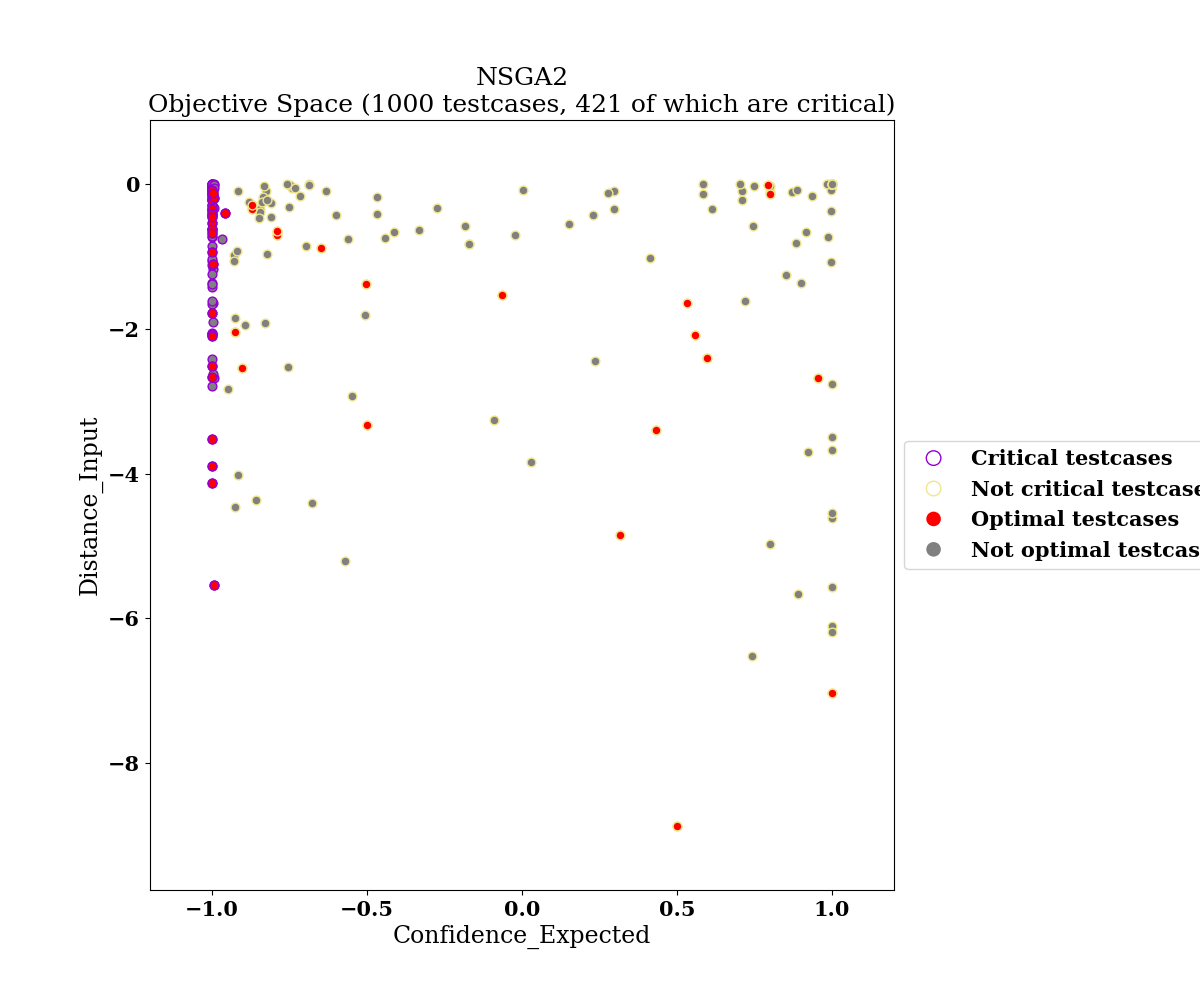 NSGA2
Objective Space (1000 testcases, 421 of which are critical)
0
−2
−4
−6
−8
Distance_Input
−1.0 −0.5 0.0 0.5 1.0
Confidence_Expected
Critical testcases
Not critical testcase
Optimal testcases
Not optimal testcas